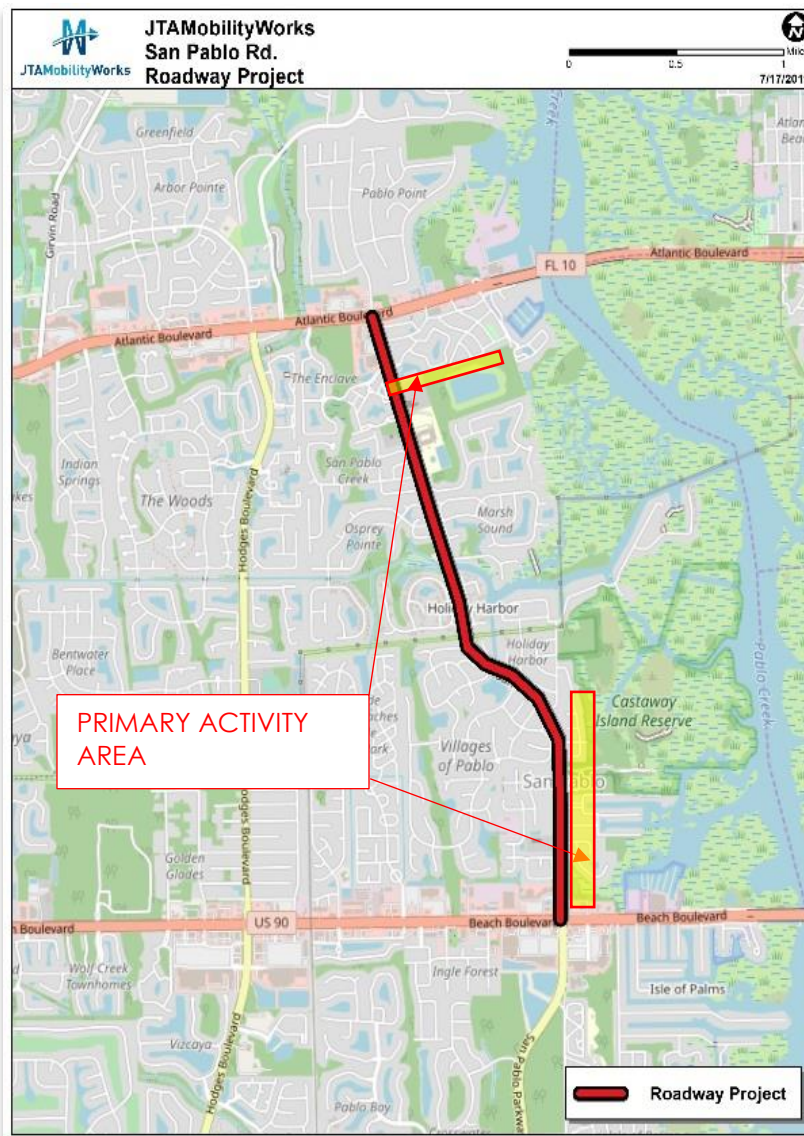 JTAMobilityWorks
JTAMobilityWorks
San Pablo Rd.
Roadway Project
N
0
0.5
1
7/17/201
Greenfield
Arbor Pointe
Pablo Point
Girvin Road
Creek
Atlantic Boulevard
FL 10
Atlantic Boulevard
Atlantic Boulevard
The Enclave
Indian
Springs
The Woods
San Pablo
Creek
Hodges Boulevard
Osprey
Pointe
Marsh
Sound
Holiday Harbor
Holiday
Harbor
Bentwater
Place
PRIMARY ACTIVITY
AREA
Castaway
Island Reserve
Pablo Creek
Villages
of Pablo
San Pablo
Hodges Boulevard
Golden
Glades
US 90
Beach Boulevard
Beach Boulevard
Wolf Creek
Townhomes
Ingle Forest
Isle of Palms
Vizcaya
Hodges Boulevard
San Pablo Parkway
Pablo Bay
Roadway Project